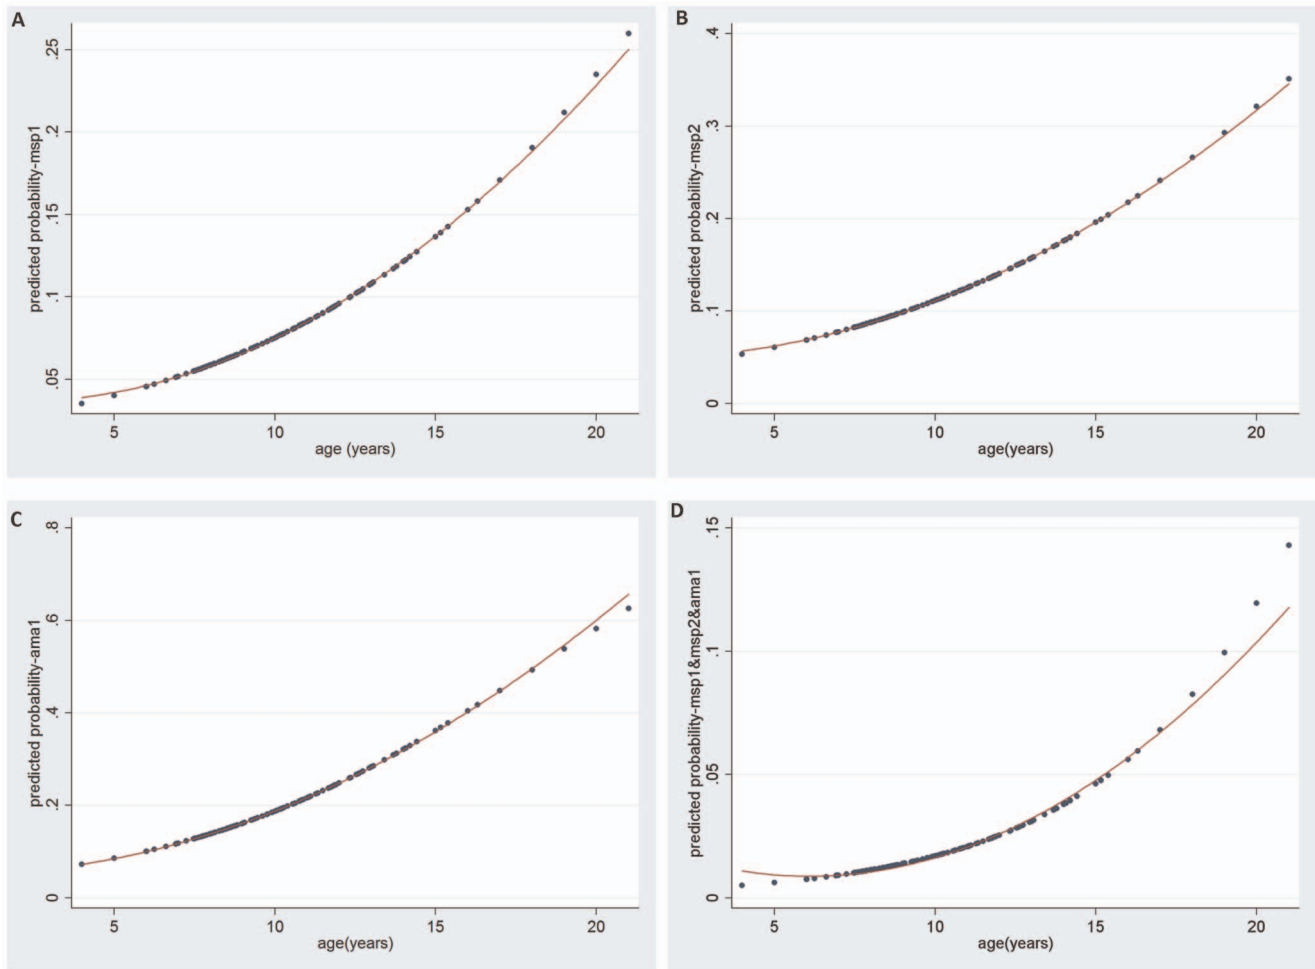 A
predicted probability-msp1
.25
.2
.15
.1
.05
5 10 15 20
age (years)
B
predicted probability-msp2
.4
.3
.2
.1
0
5 10 15 20
age(years)
C
predicted probability-ama1
.8
.6
.4
.2
0
5 10 15 20
age(years)
D
predicted probability-msp1&msp2&ama1
.15
.1
.05
0
5 10 15 20
age(years)